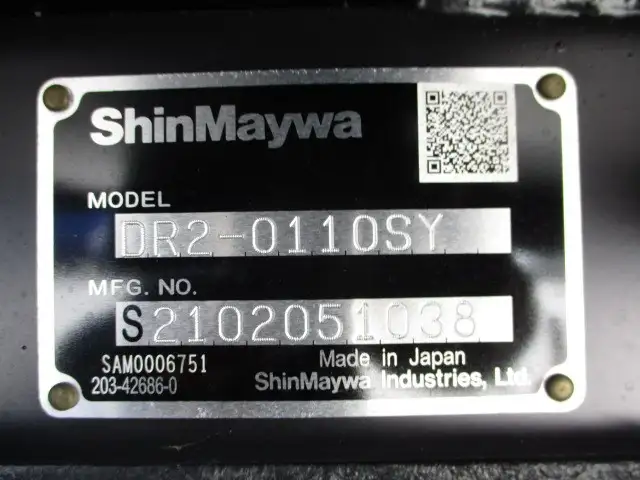 ShinMaywa
MODEL
DR2-0110SY
MFG. NO.
S2102051038
SAM0006751
203-42686-0
Made in Japan
ShinMaywa Industries, Ltd.